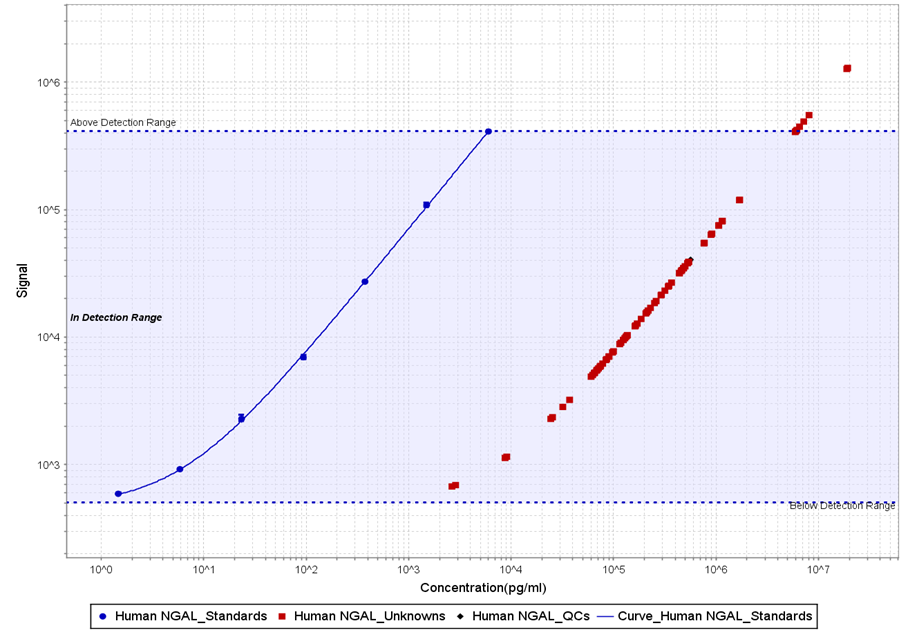 10^6
Above Detection Range
10^5
Signal
In Detection Range
10^4
10^3
Below Detection Range
10^0 10^1 10^2 10^3 10^4 10^5 10^6 10^7
Concentration(pg/ml)
Human NGAL_Standards Human NGAL_Unknowns Human NGAL_QCs Curve_Human NGAL_Standards